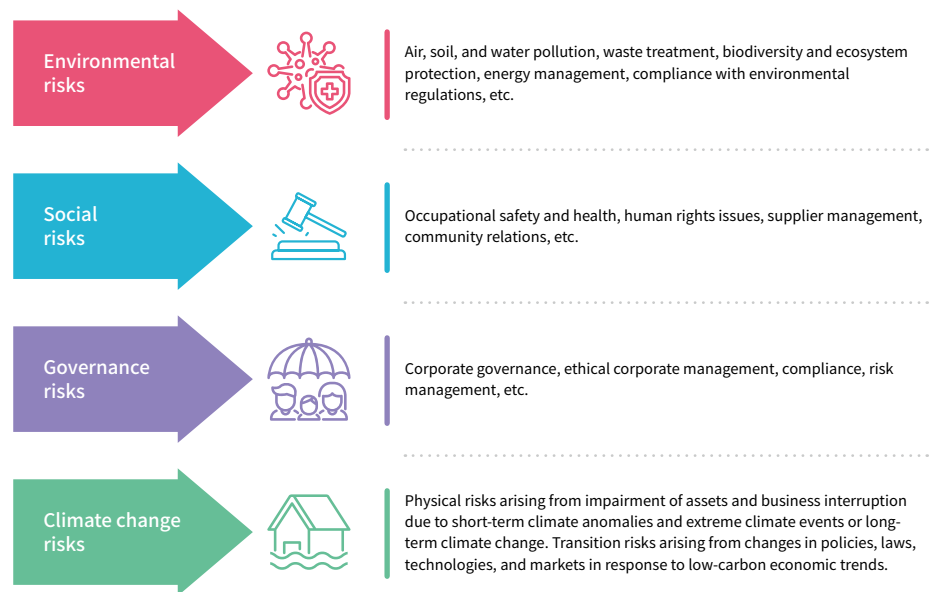 Environmental
risks
Air, soil, and water pollution, waste treatment, biodiversity and ecosystem
protection, energy management, compliance with environmental
regulations, etc.
Social
risks
Occupational safety and health, human rights issues, supplier management,
community relations, etc.
Governance
risks
Corporate governance, ethical corporate management, compliance, risk
management, etc.
Climate change
risks
Physical risks arising from impairment of assets and business interruption
due to short-term climate anomalies and extreme climate events or long-
term climate change. Transition risks arising from changes in policies, laws,
technologies, and markets in response to low-carbon economic trends.